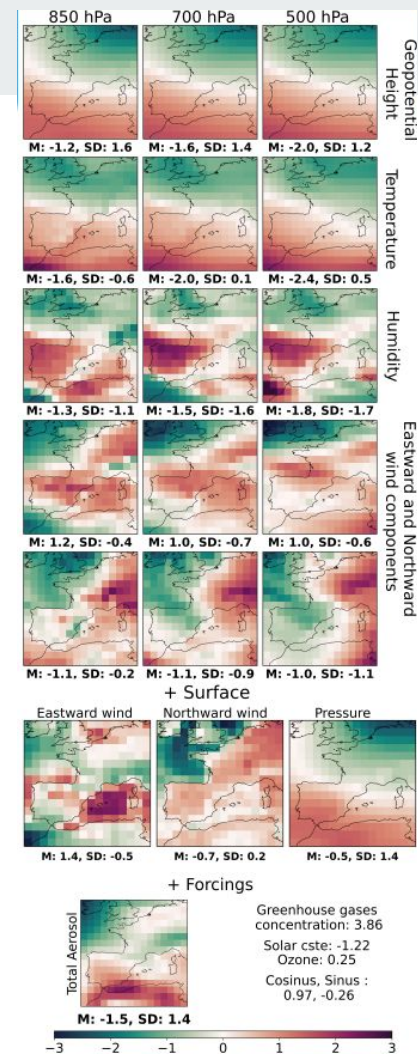 850 hPa 700 hPa 500 hPa
Geopotential
Height
M: -1.2, SD: 1.6 M: -1.6, SD: 1.4 M: -2.0, SD: 1.2
Temperature
M: -1.6, SD: -0.6 M: -2.0, SD: 0.1 M: -2.4, SD: 0.5
Humidity
M: -1.3, SD: -1.1 M: -1.5, SD: -1.6 M: -1.8, SD: -1.7
Eastward and Northward
wind components
M: 1.2, SD: -0.4 M: 1.0, SD: -0.7 M: 1.0, SD: -0.6
M: -1.1, SD: -0.2 M: -1.1, SD: -0.9 M: -1.0, SD: -1.1
+ Surface
Eastward wind Northward wind Pressure
M: 1.4, SD: -0.5 M: -0.7, SD: 0.2 M: -0.5, SD: 1.4
+ Forcings
Total Aerosol
Greenhouse gases
concentration: 3.86
Solar cste: -1.22
Ozone: 0.25
Cosinus, Sinus :
0.97, -0.26
M: -1.5, SD: 1.4
−3 −2 −1 0 1 2 3